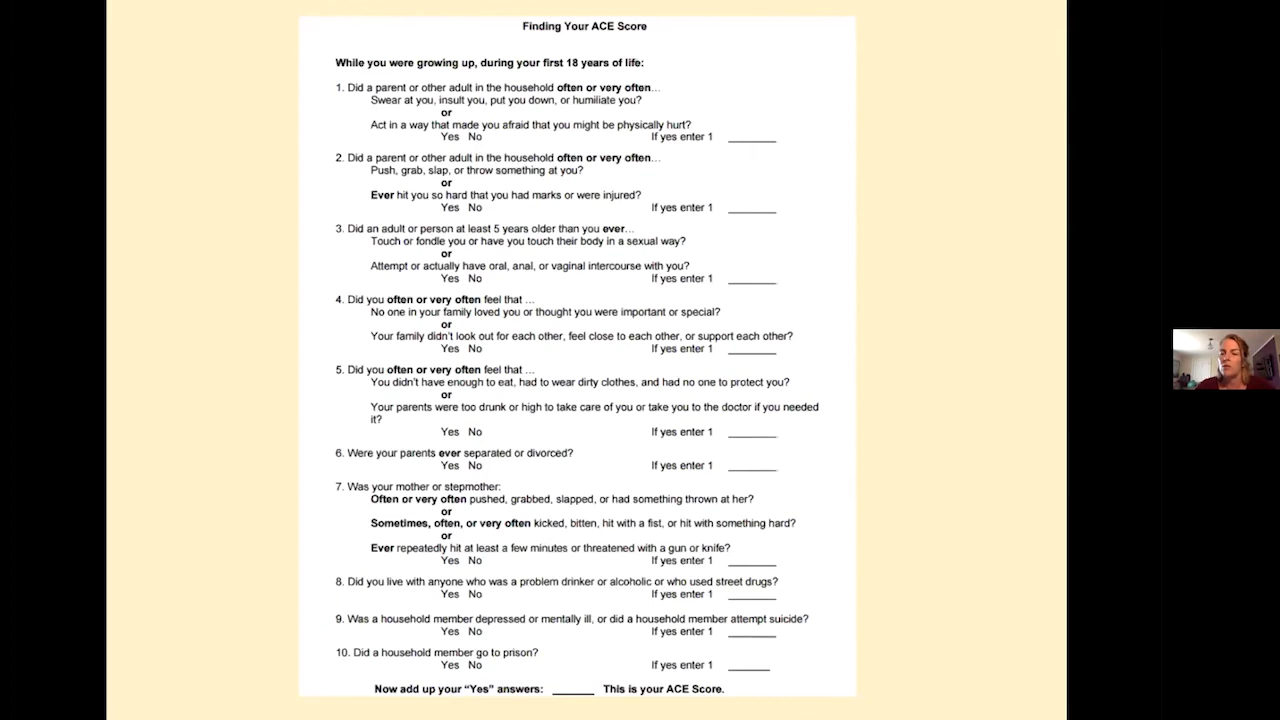 Finding Your ACE Score
While you were growing up, during your first 18 years of life:
1. Did a parent or other adult in the household often or very often…
Swear at you, insult you, put you down, or humiliate you?
or
Act in a way that made you afraid that you might be physically hurt?
Yes No If yes enter 1 ________
2. Did a parent or other adult in the household often or very often…
Push, grab, slap, or throw something at you?
or
Ever hit you so hard that you had marks or were injured?
Yes No If yes enter 1 ________
3. Did an adult or person at least 5 years older than you ever…
Touch or fondle you or have you touch their body in a sexual way?
or
Attempt or actually have oral, anal, or vaginal intercourse with you?
Yes No If yes enter 1 ________
4. Did you often or very often feel that …
No one in your family loved you or thought you were important or special?
or
Your family didn't look out for each other, feel close to each other, or support each other?
Yes No If yes enter 1 ________
5. Did you often or very often feel that …
You didn't have enough to eat, had to wear dirty clothes, and had no one to protect you?
or
Your parents were too drunk or high to take care of you or take you to the doctor if you needed
it?
Yes No If yes enter 1 ________
6. Were your parents ever separated or divorced?
Yes No If yes enter 1 ________
7. Was your mother or stepmother:
Often or very often pushed, grabbed, slapped, or had something thrown at her?
or
Sometimes, often, or very often kicked, bitten, hit with a fist, or hit with something hard?
or
Ever repeatedly hit at least a few minutes or threatened with a gun or knife?
Yes No If yes enter 1 ________
8. Did you live with anyone who was a problem drinker or alcoholic or who used street drugs?
Yes No If yes enter 1 ________
9. Was a household member depressed or mentally ill, or did a household member attempt suicide?
Yes No If yes enter 1 ________
10. Did a household member go to prison?
Yes No If yes enter 1 _______
Now add up your “Yes” answers: _______ This is your ACE Score.